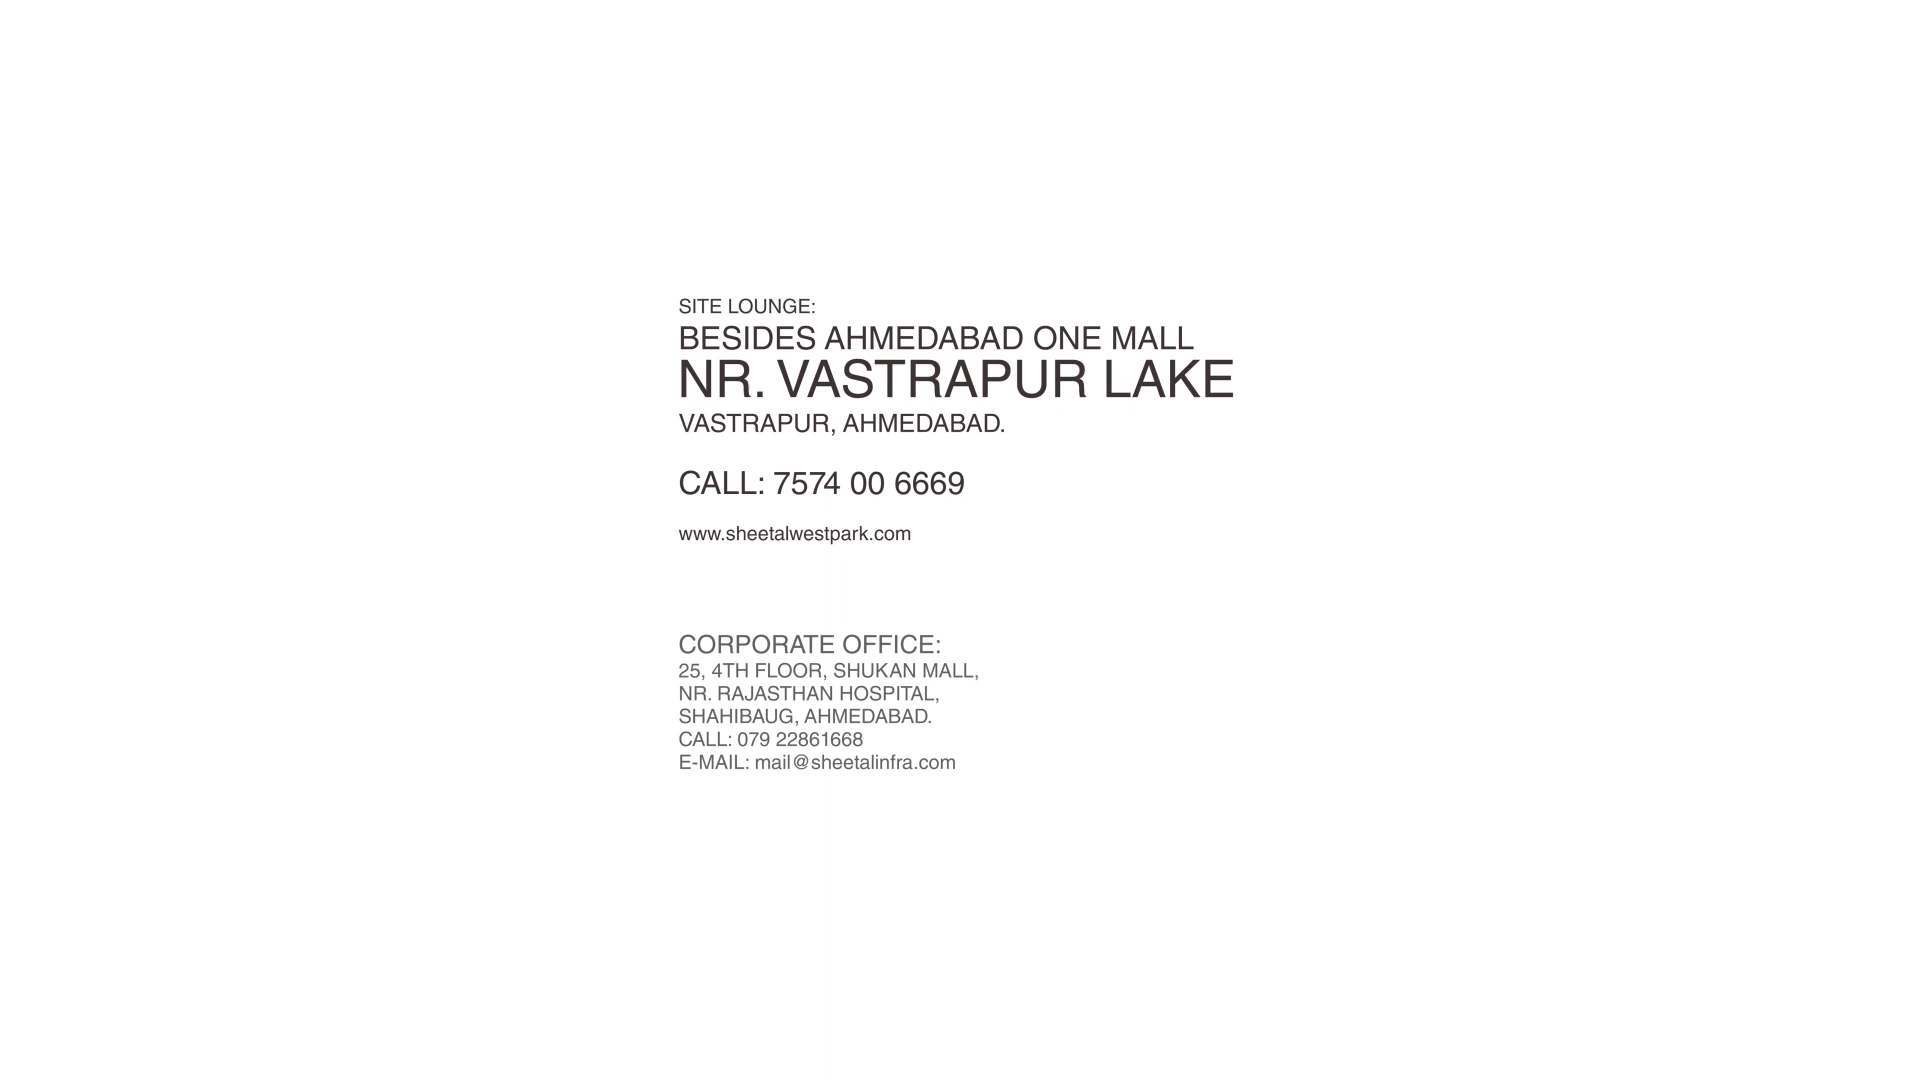 SITE LOUNGE:
BESIDES AHMEDABAD ONE MALL
NR. VASTRAPUR LAKE
VASTRAPUR, AHMEDABAD.
CALL: 7574 00 6669
www.sheetalwestpark.com
CORPORATE OFFICE:
25, 4TH FLOOR, SHUKAN MALL,
NR. RAJASTHAN HOSPITAL,
SHAHIBAUG, AHMEDABAD.
CALL: 079 22861668
E-MAIL: mail@sheetalinfra.com